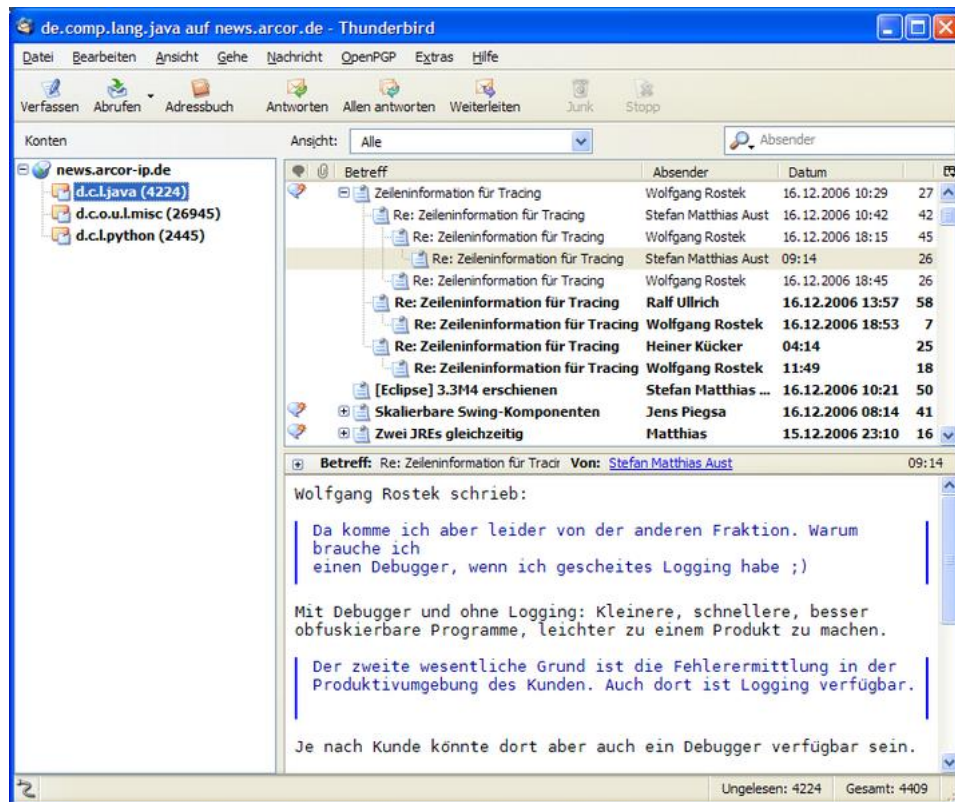 de.comp.lang.java auf news.arcor.de - Thunderbird
Datei Bearbeiten Ansicht Gehe Nachricht OpenPGP Extras Hilfe
Verfassen Abrufen Adressbuch Antworten Allen antworten Weiterleiten Junk Stopp
Konten Ansicht: Alle Absender
news.arcor-ip.de
d.c.l.java (4224)
d.c.o.u.l.misc (26945)
d.c.l.python (2445)
Betreff Absender Datum
Zeileninformation für Tracing Wolfgang Rostek 16.12.2006 10:29 27
Re: Zeileninformation für Tracing Stefan Matthias Aust 16.12.2006 10:42 42
Re: Zeileninformation für Tracing Wolfgang Rostek 16.12.2006 18:15 45
Re: Zeileninformation für Tracing Stefan Matthias Aust 09:14 26
Re: Zeileninformation für Tracing Wolfgang Rostek 16.12.2006 18:45 26
Re: Zeileninformation für Tracing Ralf Ullrich 16.12.2006 13:57 58
Re: Zeileninformation für Tracing Wolfgang Rostek 16.12.2006 18:53 7
Re: Zeileninformation für Tracing Heiner Kücker 04:14 25
Re: Zeileninformation für Tracing Wolfgang Rostek 11:49 18
[Eclipse] 3.3M4 erschienen Stefan Matthias ... 16.12.2006 10:21 50
Skalierbare Swing-Komponenten Jens Piegsa 16.12.2006 08:14 41
Zwei JREs gleichzeitig Matthias 15.12.2006 23:10 16
Betreff: Re: Zeileninformation für Tracir Von: Stefan Matthias Aust 09:14
Wolfgang Rostek schrieb:
Da komme ich aber leider von der anderen Fraktion. Warum
brauche ich
einen Debugger, wenn ich gescheites Logging habe ;)
Mit Debugger und ohne Logging: Kleinere, schnellere, besser
obfuskierbare Programme, leichter zu einem Produkt zu machen.
Der zweite wesentliche Grund ist die Fehlerermittlung in der
Produktivumgebung des Kunden. Auch dort ist Logging verfügbar.
Je nach Kunde könnte dort aber auch ein Debugger verfügbar sein.
Ungelesen: 4224 Gesamt: 4409